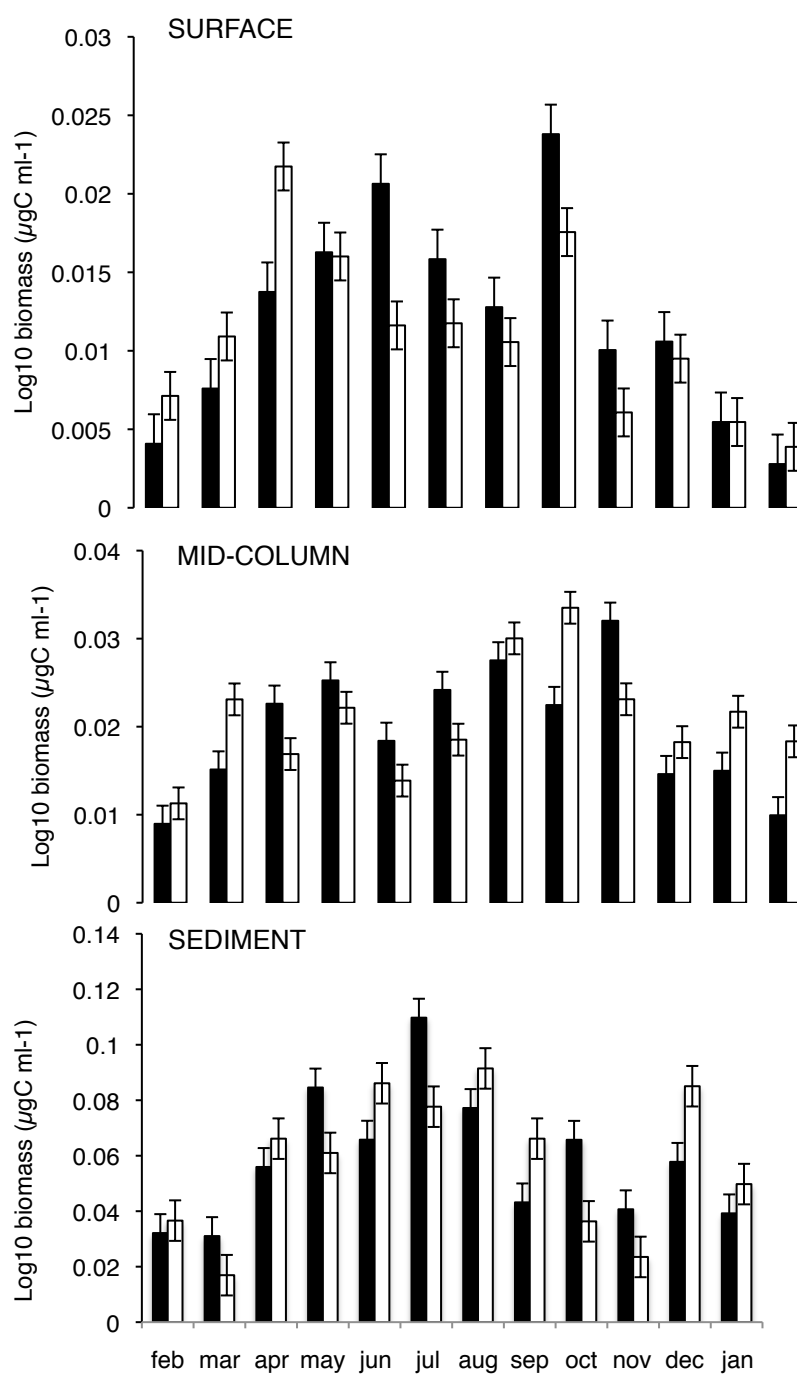 SURFACE
Log10 biomass (µgC ml-1)
0.03
0.025
0.02
0.015
0.01
0.005
0
MID-COLUMN
Log10 biomass (µgC ml-1)
0.04
0.03
0.02
0.01
0
SEDIMENT
Log10 biomass (µgC ml-1)
0.14
0.12
0.1
0.08
0.06
0.04
0.02
0
feb mar apr may jun jul aug sep oct nov dec jan